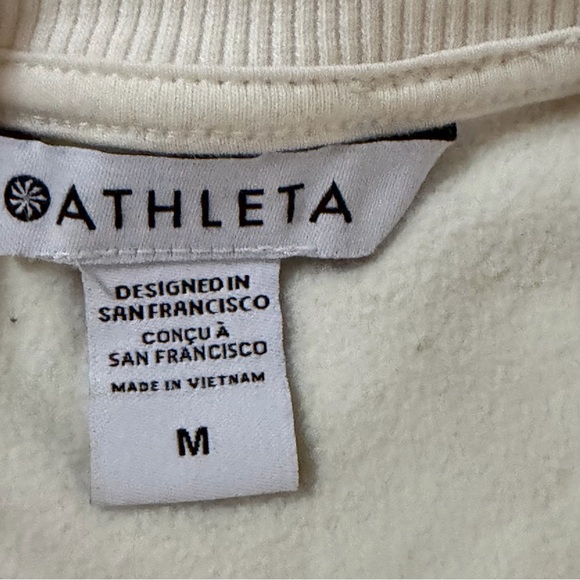 ATHLETA
DESIGNED IN
SAN FRANCISCO
CONÇU À
SAN FRANCISCO
MADE IN VIETNAM
M